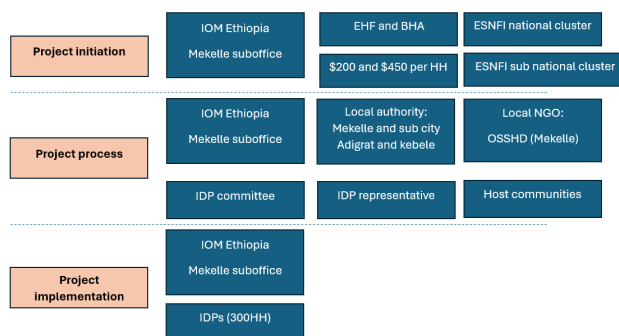 Project initiation
IOM Ethiopia
Mekelle suboffice
EHF and BHA
$200 and $450 per HH
ESNFI national cluster
ESNFI sub national cluster
Project process
IOM Ethiopia
Mekelle suboffice
Local authority:
Mekelle and sub city
Adigrat and kebele
Local NGO:
OSSHD (Mekelle)
IDP committee
IDP representative
Host communities
Project
implementation
IOM Ethiopia
Mekelle suboffice
IDPs (300HH)